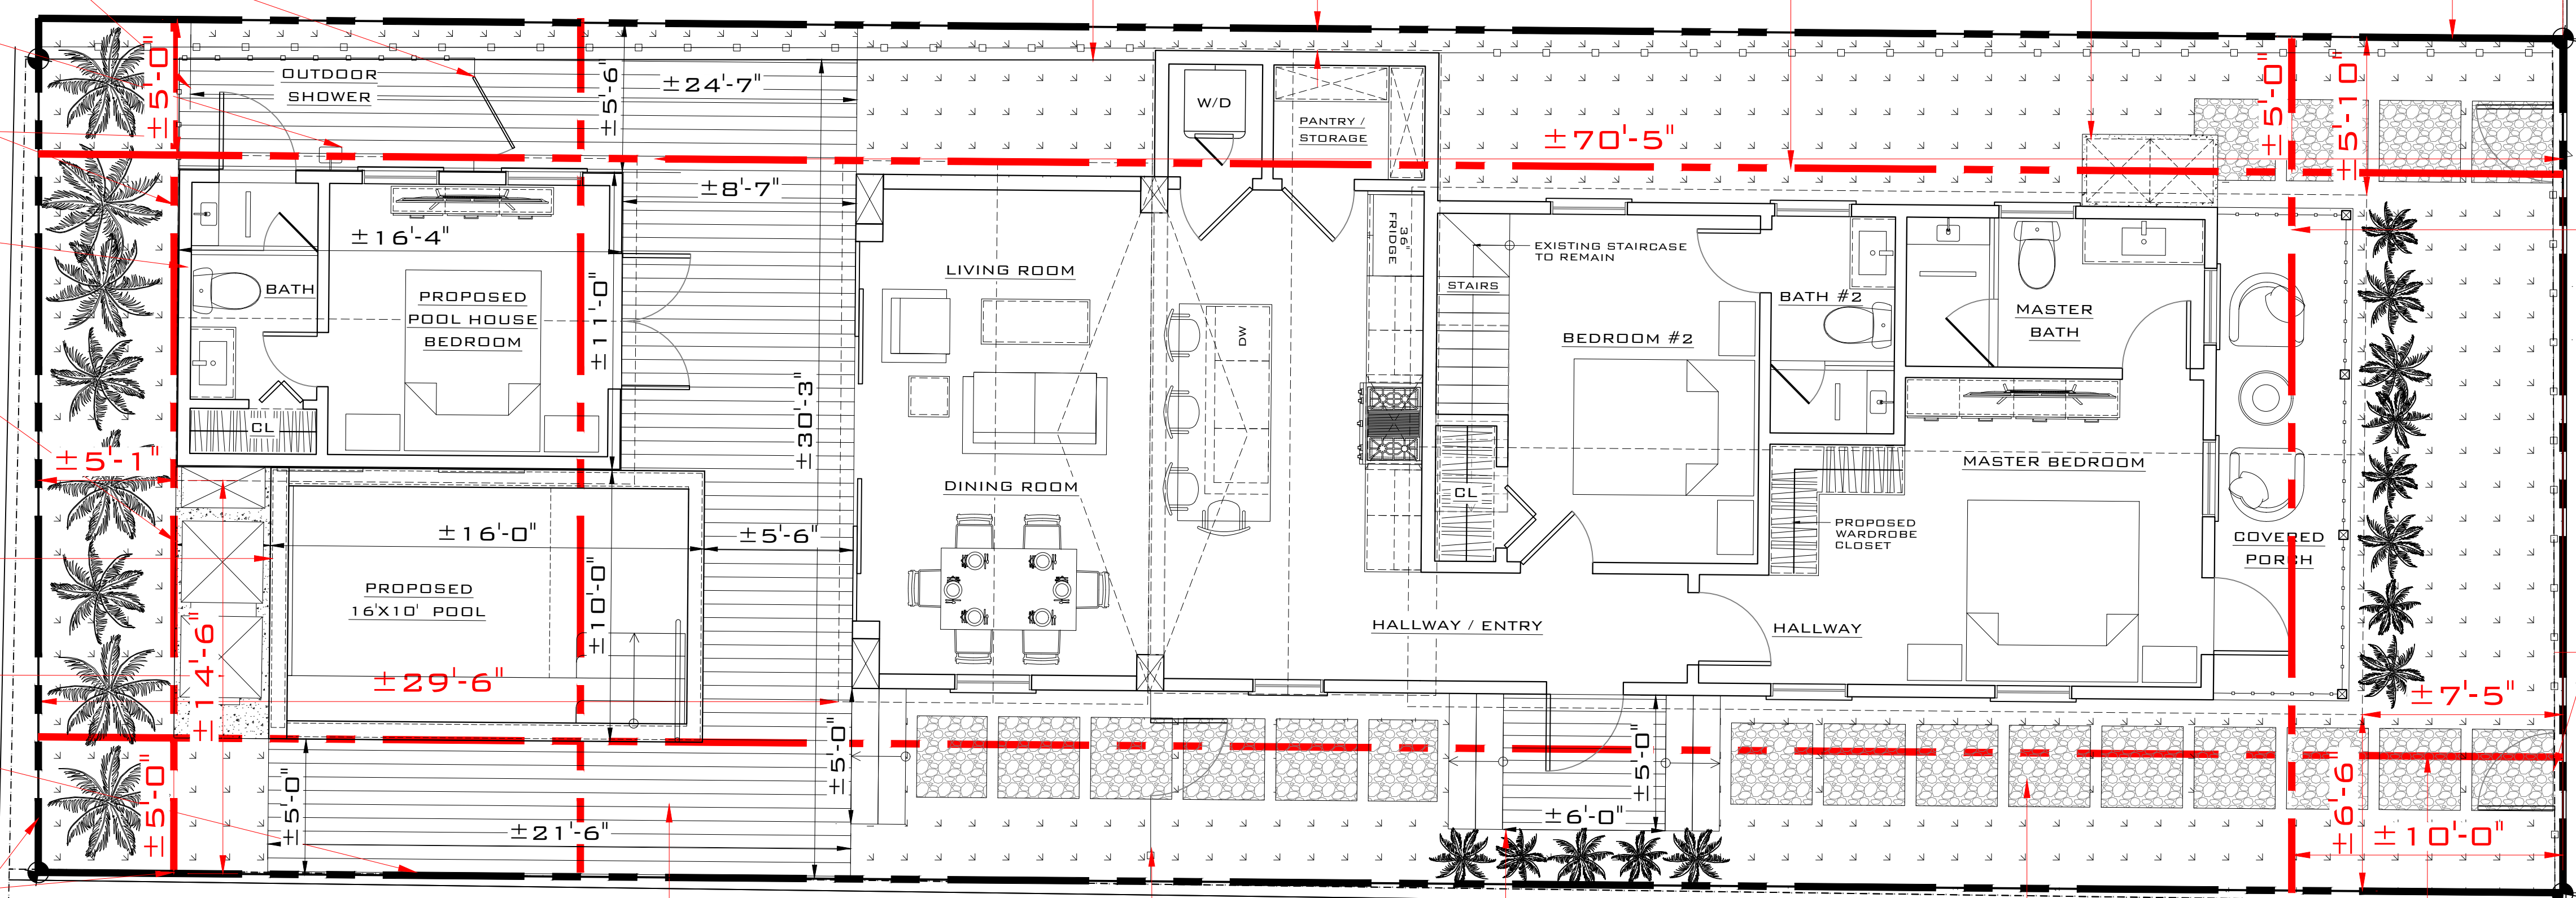 OUTDOOR
SHOWER
±5'-0"
±5'-6"
±24'-7"
W/D
PANTRY /
STORAGE
±70'-5"
±5'-0"
±5'-10"
±8'-7"
±16'-4"
BATH
PROPOSED
POOL HOUSE
BEDROOM
±11'-0"
CL
±5'-1"
±30'-3"
LIVING ROOM
DINING ROOM
DW
36"
FRIDGE
EXISTING STAIRCASE
TO REMAIN
STAIRS
BEDROOM #2
BATH #2
MASTER
BATH
MASTER BEDROOM
CL
PROPOSED
WARDROBE
CLOSET
COVERED
PORCH
±16'-0"
±5'-6"
PROPOSED
16'X10' POOL
±10'-0"
±14'-6"
±29'-6"
HALLWAY / ENTRY
HALLWAY
±7'-5"
±5'-0"
±5'-0"
±21'-6"
±5'-0"
±5'-0"
±6'-0"
±6'-6"
±10'-0"